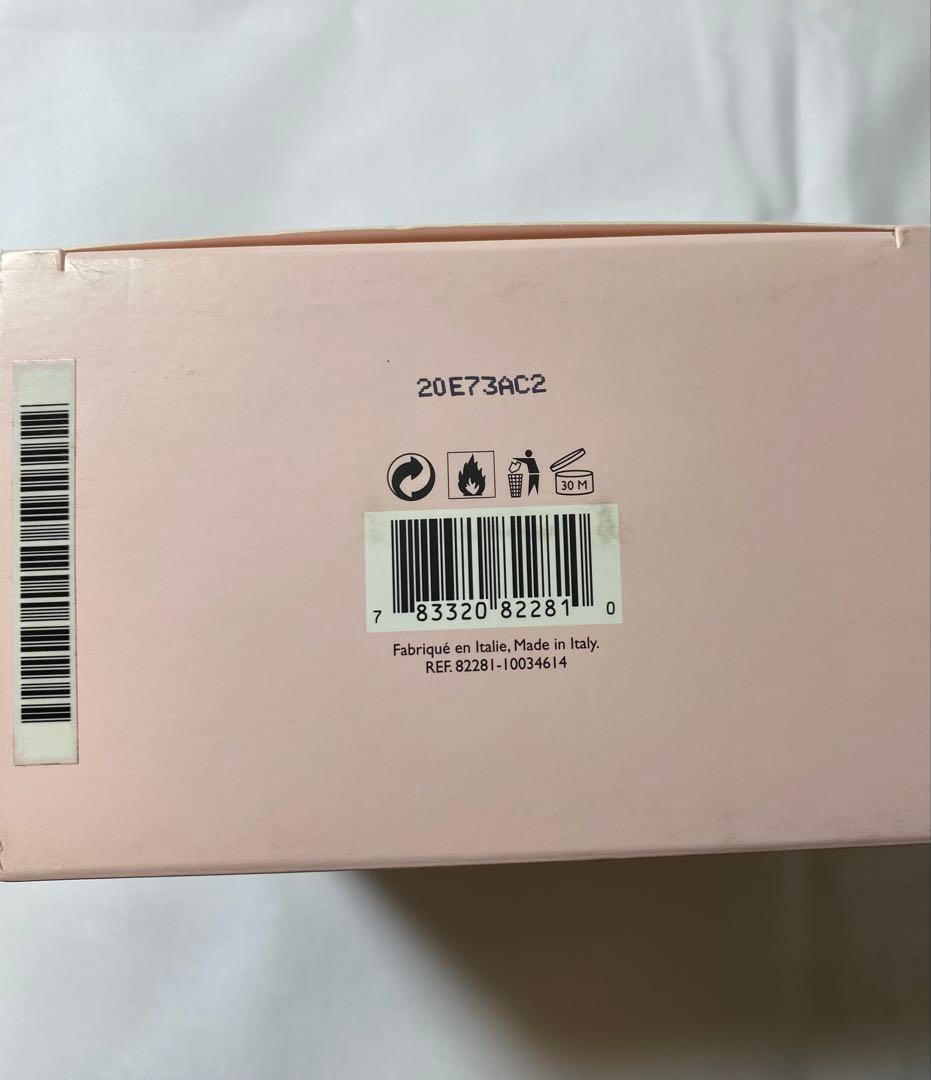 20E73AC2
30 M
7 83320 82281 0
Fabriqué en Italie, Made in Italy.
REF. 82281-10034614